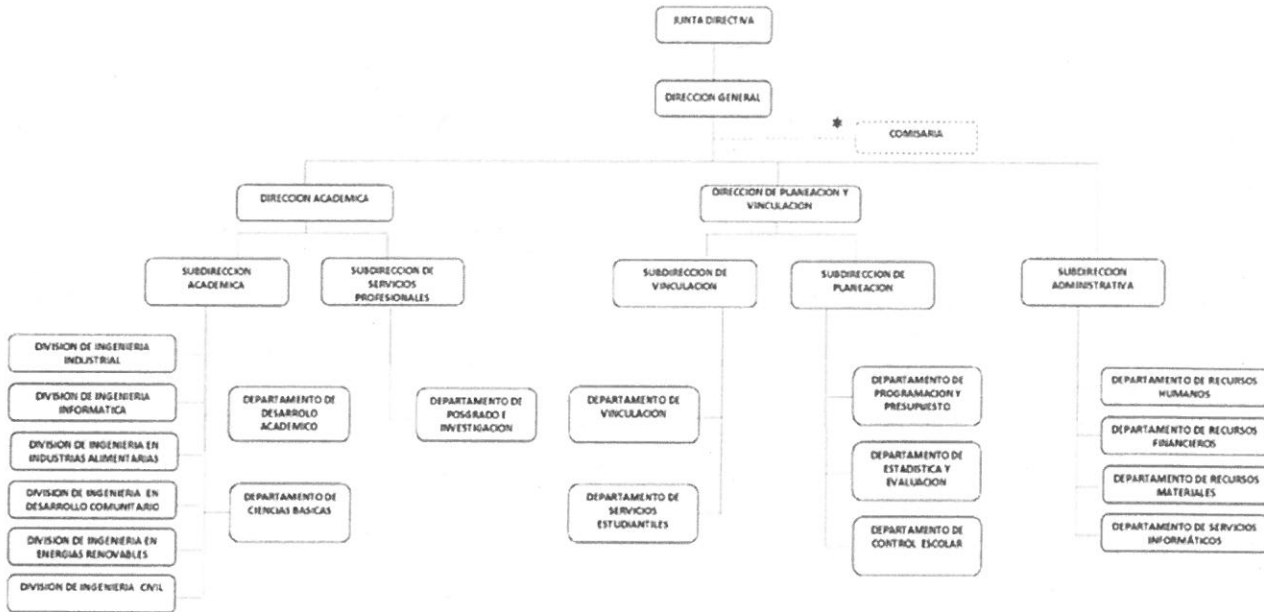 JUNTA DIRECTIVA
DIRECCION GENERAL
*
COMISARIA
DIRECCION ACADEMICA
DIRECCION DE PLANEACION Y
VINCULACION
SUBDIRECCION
ACADEMICA
SUBDIRECCION DE
SERVICIOS
PROFESIONALES
SUBDIRECCION DE
VINCULACION
SUBDIRECCION DE
PLANEACION
SUBDIRECCION
ADMINISTRATIVA
DIVISION DE INGENIERIA
INDUSTRIAL
DIVISION DE INGENIERIA
INFORMATICA
DIVISION DE INGENIERIA EN
INDUSTRIAS ALIMENTARIAS
DIVISION DE INGENIERIA EN
DESARROLLO COMUNITARIO
DIVISION DE INGENIERIA EN
ENERGIAS RENOVABLES
DIVISION DE INGENIERIA CIVIL
DEPARTAMENTO DE
DESARROLO
ACADEMICO
DEPARTAMENTO DE
CIENCIAS BASICAS
DEPARTAMENTO DE
POSGRADO E
INVESTIGACION
DEPARTAMENTO DE
VINCULACION
DEPARTAMENTO DE
SERVICIOS
ESTUDIANTILES
DEPARTAMENTO DE
PROGRAMACION Y
PRESUPUESTO
DEPARTAMENTO DE
ESTADISTICA Y
EVALUACION
DEPARTAMENTO DE
CONTROL ESCOLAR
DEPARTAMENTO DE RECURSOS
HUMANOS
DEPARTAMENTO DE RECURSOS
FINANCIEROS
DEPARTAMENTO DE RECURSOS
MATERIALES
DEPARTAMENTO DE SERVICIOS
INFORMÁTICOS